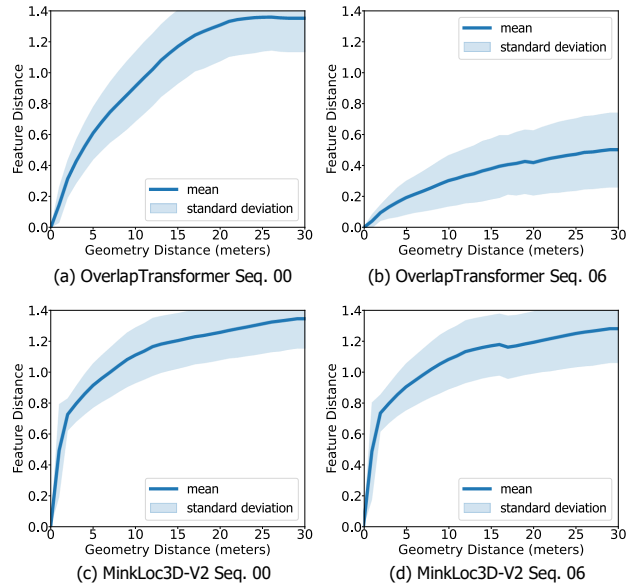 1.4
1.2
1.0
0.8
0.6
0.4
0.2
0.0
Feature Distance
mean
standard deviation
0 5 10 15 20 25 30
Geometry Distance (meters)
(a) OverlapTransformer Seq. 00
1.4
1.2
1.0
0.8
0.6
0.4
0.2
0.0
Feature Distance
mean
standard deviation
0 5 10 15 20 25 30
Geometry Distance (meters)
(b) OverlapTransformer Seq. 06
1.4
1.2
1.0
0.8
0.6
0.4
0.2
0.0
Feature Distance
mean
standard deviation
0 5 10 15 20 25 30
Geometry Distance (meters)
(c) MinkLoc3D-V2 Seq. 00
1.4
1.2
1.0
0.8
0.6
0.4
0.2
0.0
Feature Distance
mean
standard deviation
0 5 10 15 20 25 30
Geometry Distance (meters)
(d) MinkLoc3D-V2 Seq. 06